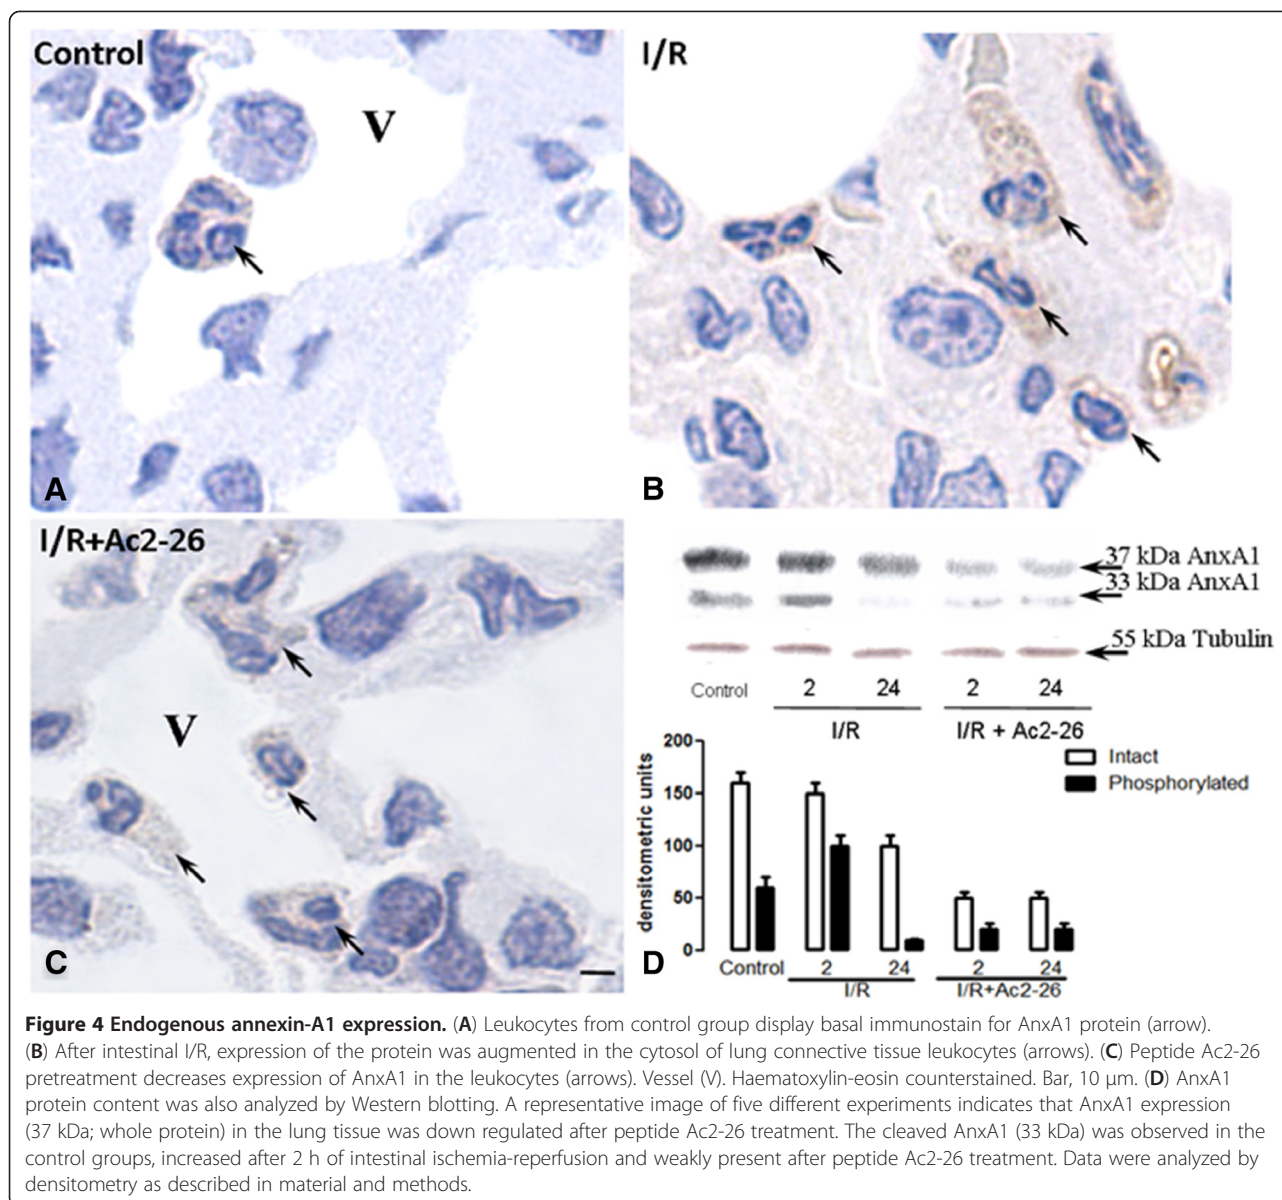 Control
V
A
I/R
B
I/R+Ac2-26
V
C
37 kDa AnxA1
33 kDa AnxA1
55 kDa Tubulin
Control 2 24 2 24
I/R I/R + Ac2-26
densitometric units
200
150
100
50
0
Intact
Phosphorylated
D
Control 2 24 2 24
I/R I/R+Ac2-26
Figure 4 Endogenous annexin-A1 expression. (A) Leukocytes from control group display basal immunostain for AnxA1 protein (arrow).
(B) After intestinal I/R, expression of the protein was augmented in the cytosol of lung connective tissue leukocytes (arrows). (C) Peptide Ac2-26
pretreatment decreases expression of AnxA1 in the leukocytes (arrows). Vessel (V). Haematoxylin-eosin counterstained. Bar, 10 μm. (D) AnxA1
protein content was also analyzed by Western blotting. A representative image of five different experiments indicates that AnxA1 expression
(37 kDa; whole protein) in the lung tissue was down regulated after peptide Ac2-26 treatment. The cleaved AnxA1 (33 kDa) was observed in the
control groups, increased after 2 h of intestinal ischemia-reperfusion and weakly present after peptide Ac2-26 treatment. Data were analyzed by
densitometry as described in material and methods.